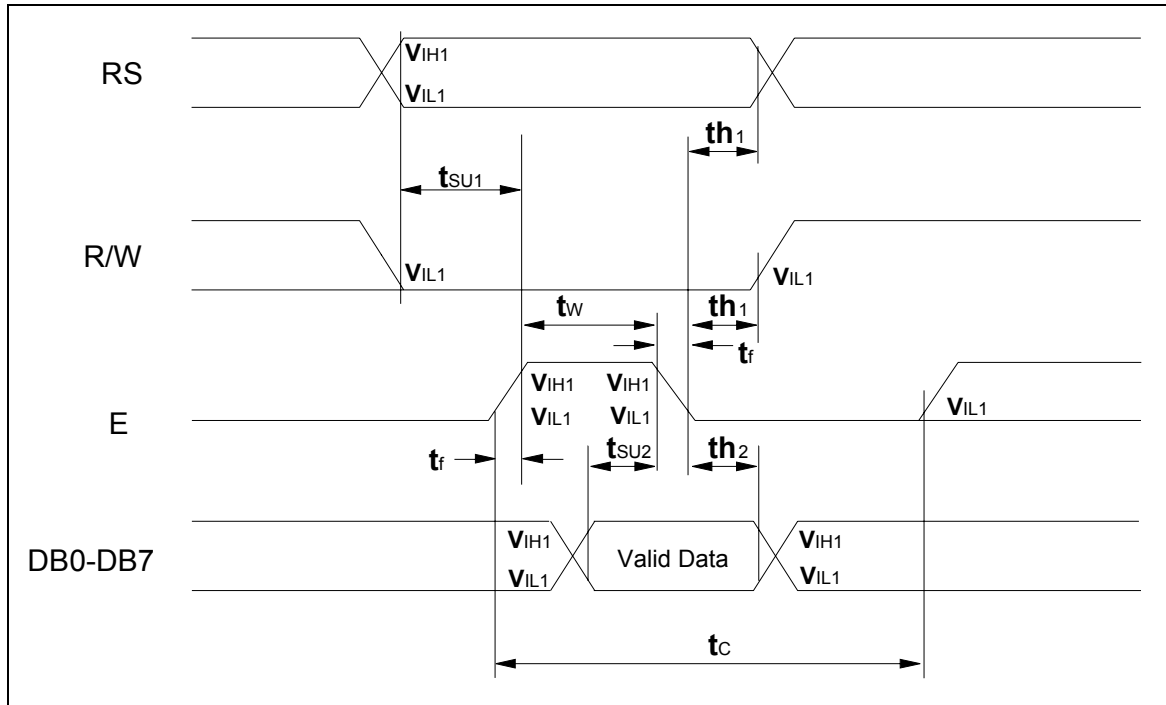 RS
VIH1
VIL1
th1
tSU1
R/W
VIL1
VIL1
tW
th1
tf
E
VIH1
VIH1
VIL1
VIL1
VIL1
tf
tSU2
th2
DB0-DB7
VIH1
Valid Data
VIH1
VIL1
VIL1
tC